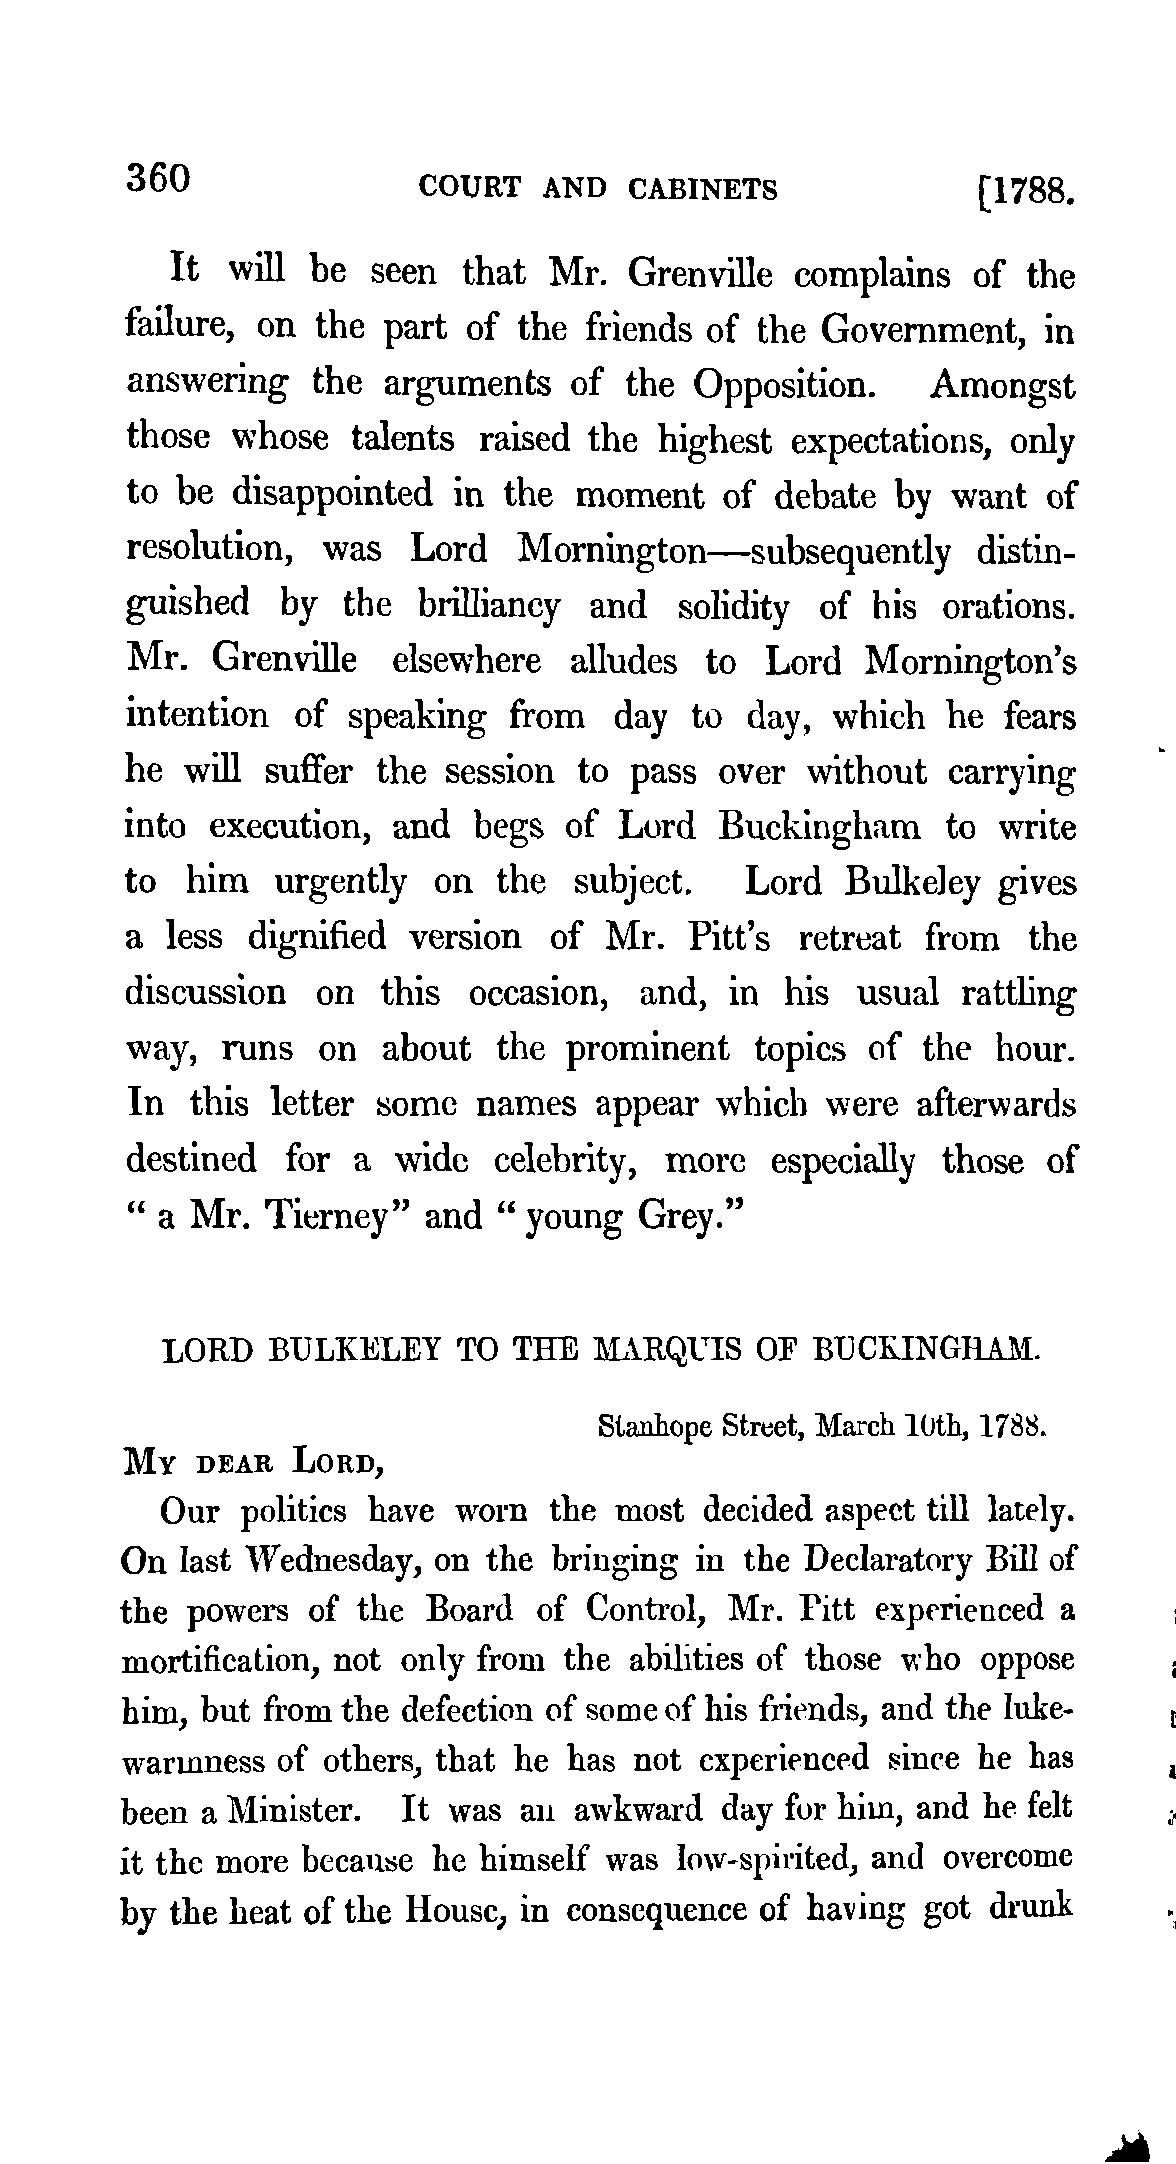 360 COURT AND CABINETS [1788.
It will be seen that Mr. Grenville complains of the
failure, on the part of the friends of the Government, in
answering the arguments of the Opposition. Amongst
those whose talents raised the highest expectations, only
to be disappointed in the moment of debate by want of
resolution, was Lord Mornington—subsequently distin-
guished by the brilliancy and solidity of his orations.
Mr. Grenville elsewhere alludes to Lord Mornington's
intention of speaking from day to day, which he fears
he will suffer the session to pass over without carrying
into execution, and begs of Lord Buckingham to write
to him urgently on the subject. Lord Bulkeley gives
a less dignified version of Mr. Pitt's retreat from the
discussion on this occasion, and, in his usual rattling
way, runs on about the prominent topics of the hour.
In this letter some names appear which were afterwards
destined for a wide celebrity, more especially those of
" a Mr. Tierney" and " young Grey."
LORD BULKELEY TO THE MARQUIS OF BUCKINGHAM.
Stanhope Street, March 10th, 1788.
MY DEAR LORD,
Our politics have worn the most decided aspect till lately.
On last Wednesday, on the bringing in the Declaratory Bill of
the powers of the Board of Control, Mr. Pitt experienced a
mortification, not only from the abilities of those who oppose
him, but from the defection of some of his friends, and the luke-
warmness of others, that he has not experienced since he has
been a Minister. It was an awkward day for him, and he felt
it the more because he himself was low-spirited, and overcome
by the heat of the House, in consequence of having got drunk